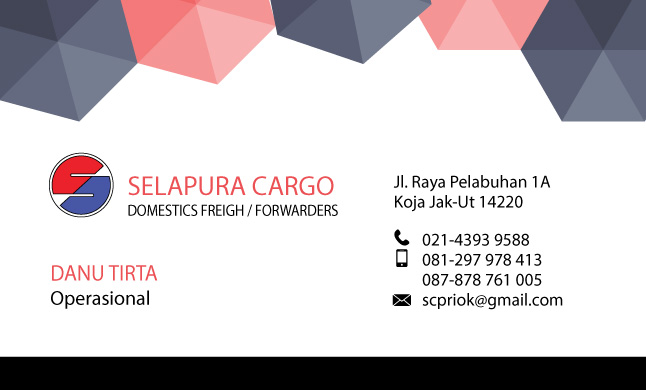 SELAPURA CARGO
DOMESTICS FREIGH / FORWARDERS
DANU TIRTA
Operasional
Jl. Raya Pelabuhan 1A
Koja Jak-Ut 14220
021-4393 9588
081-297 978 413
087-878 761 005
scpriok@gmail.com